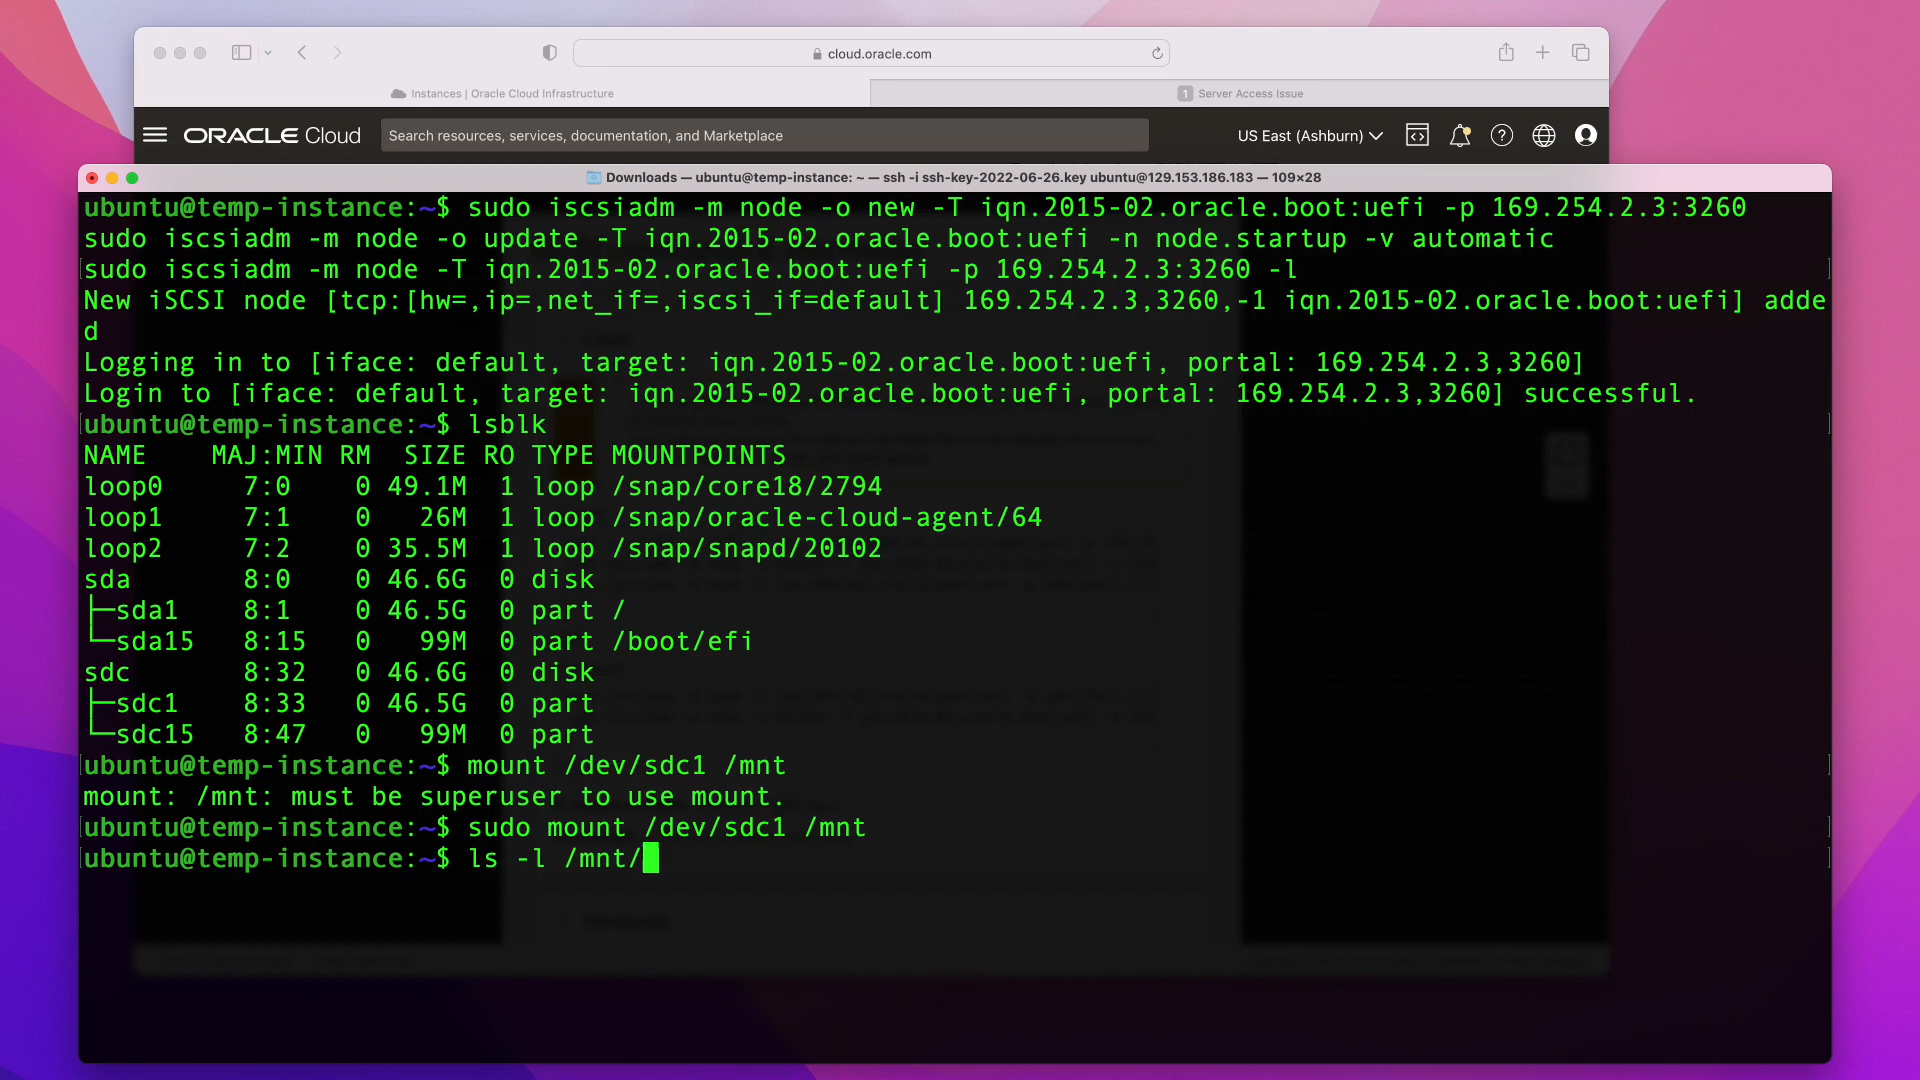 cloud.oracle.com
Instances | Oracle Cloud Infrastructure
1 Server Access Issue
ORACLE Cloud
Search resources, services, documentation, and Marketplace
US East (Ashburn)
Downloads — ubuntu@temp-instance: ~ — ssh -i ssh-key-2022-06-26.key ubuntu@129.153.186.183 — 109×28
ubuntu@temp-instance:~$ sudo iscsiadm -m node -o new -T iqn.2015-02.oracle.boot:uefi -p 169.254.2.3:3260
sudo iscsiadm -m node -o update -T iqn.2015-02.oracle.boot:uefi -n node.startup -v automatic
sudo iscsiadm -m node -T iqn.2015-02.oracle.boot:uefi -p 169.254.2.3:3260 -l
New iSCSI node [tcp:[hw=,ip=,net_if=,iscsi_if=default] 169.254.2.3,3260,-1 iqn.2015-02.oracle.boot:uefi] adde
d
Logging in to [iface: default, target: iqn.2015-02.oracle.boot:uefi, portal: 169.254.2.3,3260]
Login to [iface: default, target: iqn.2015-02.oracle.boot:uefi, portal: 169.254.2.3,3260] successful.
ubuntu@temp-instance:~$ lsblk
NAME    MAJ:MIN RM  SIZE RO TYPE MOUNTPOINTS
loop0     7:0    0 49.1M  1 loop /snap/core18/2794
loop1     7:1    0   26M  1 loop /snap/oracle-cloud-agent/64
loop2     7:2    0 35.5M  1 loop /snap/snapd/20102
sda       8:0    0 46.6G  0 disk
├─sda1    8:1    0 46.5G  0 part /
└─sda15   8:15   0   99M  0 part /boot/efi
sdc       8:32   0 46.6G  0 disk
├─sdc1    8:33   0 46.5G  0 part
└─sdc15   8:47   0   99M  0 part
ubuntu@temp-instance:~$ mount /dev/sdc1 /mnt
mount: /mnt: must be superuser to use mount.
ubuntu@temp-instance:~$ sudo mount /dev/sdc1 /mnt
ubuntu@temp-instance:~$ ls -l /mnt/